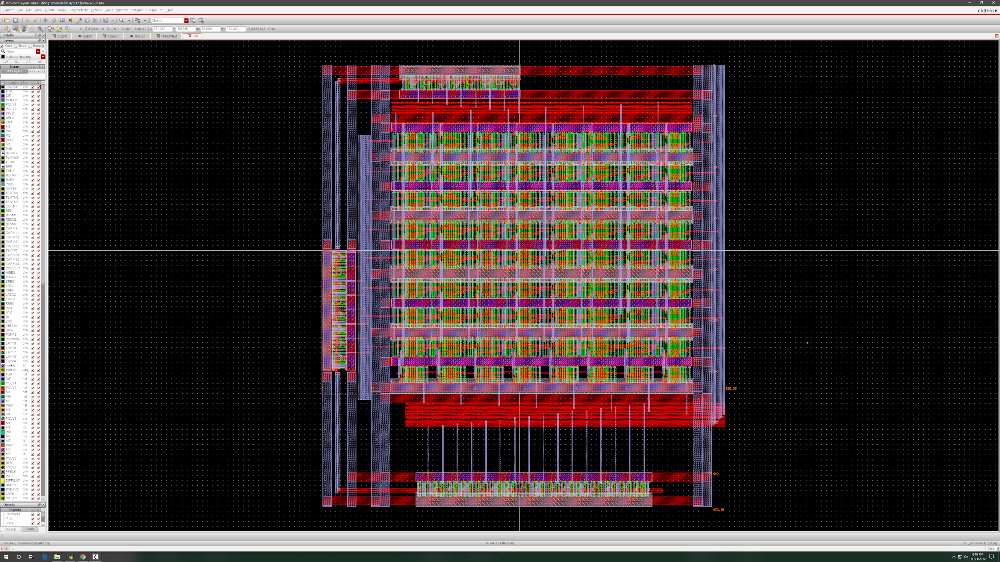 Virtuoso? Layout Suite L Editing: cmosvlsi 8x8 layout *@scln2.rc.usf.edu
Launch File Edit View Create Verify Connectivity Options Tools Window Optimize Calibre c5 Help
cādence
Classic
(F)Select:0 Sel(N):0 Sel(I):0 Sel(O):0 X 281.350 Y -90.350 dX 96.000 dY 160.300 Dist:186.848 Cmd:
Palette
8bitSR 8bitSR 16bitSR 16bitSR 16MUXtest 8x8
Layers
Valid Used Routing
Filter
instance drawing
AV NV AS NS
Name Vis Sel
All Layers
Layer Pu... V S
instance drw
TUB drw
DIF drw
NFIELD drw
POLY1 drw
POLY2 drw
PPLS drw
NPLS drw
CNT drw
M1 drw
VIA drw
M2 drw
VIA2 drw
M3 drw
PAD drw
RESBLK drw
PLYIMID drw
TERM drw
ERR drw
EXDIF drw
BLKMK drw
BJTM drw
PBUS drw
NOTES drw
TEXTM1 drw
TEXTM2 drw
TEXTM3 drw
CO...NT drw
RES drw
RESM1 drw
RESM2 drw
RESM3 drw
CAPM9 drw
CAPM11 drw
CAPM12 drw
CAPM21 drw
CAPM22 drw
TEXTP1 drw
CAPM23 drw
CAPM32 drw
CAPM33 drw
PROBEPT drw
HIRES drw
THKGT drw
DREC drw
LREC drw
NREC drw
LREC2 drw
CAPM drw
RREC drw
V20 drw
V12 drw
NI drw
ESD drw
CELLM drw
DNW drw
PCHRS drw
HVNMNS drw
LAY15 drw
LAY16 drw
LAY17 drw
LAY18 drw
LAY34 drw
marker err
marker wng
TUB net
DIF net
POLY1 net
POLY2 net
M1 net
VIA net
M2 net
VIA2 net
M3 net
DIF pin
POLY1 pin
M1 pin
M1 lbl
VIA pin
M2 pin
M2 lbl
VIA2 pin
M3 pin
M3 lbl
POLY2 pin
RTB drw
HVDIO drw
PPBLK drw
PWB drw
DIFFCAP drw
BNDRY drw
BNDRY2 drw
LAY0 drw
PR...AM drw
393.75
400
432.15
Objects
Objects V S
Instances
Pins
Vias
Objects Grids
mouse L: mouseSingleSelectPt() M: leHiCreateRuler() R: _lxHiMousePopUp()
1(15) > Cmd:
6:16 PM
11/23/2019